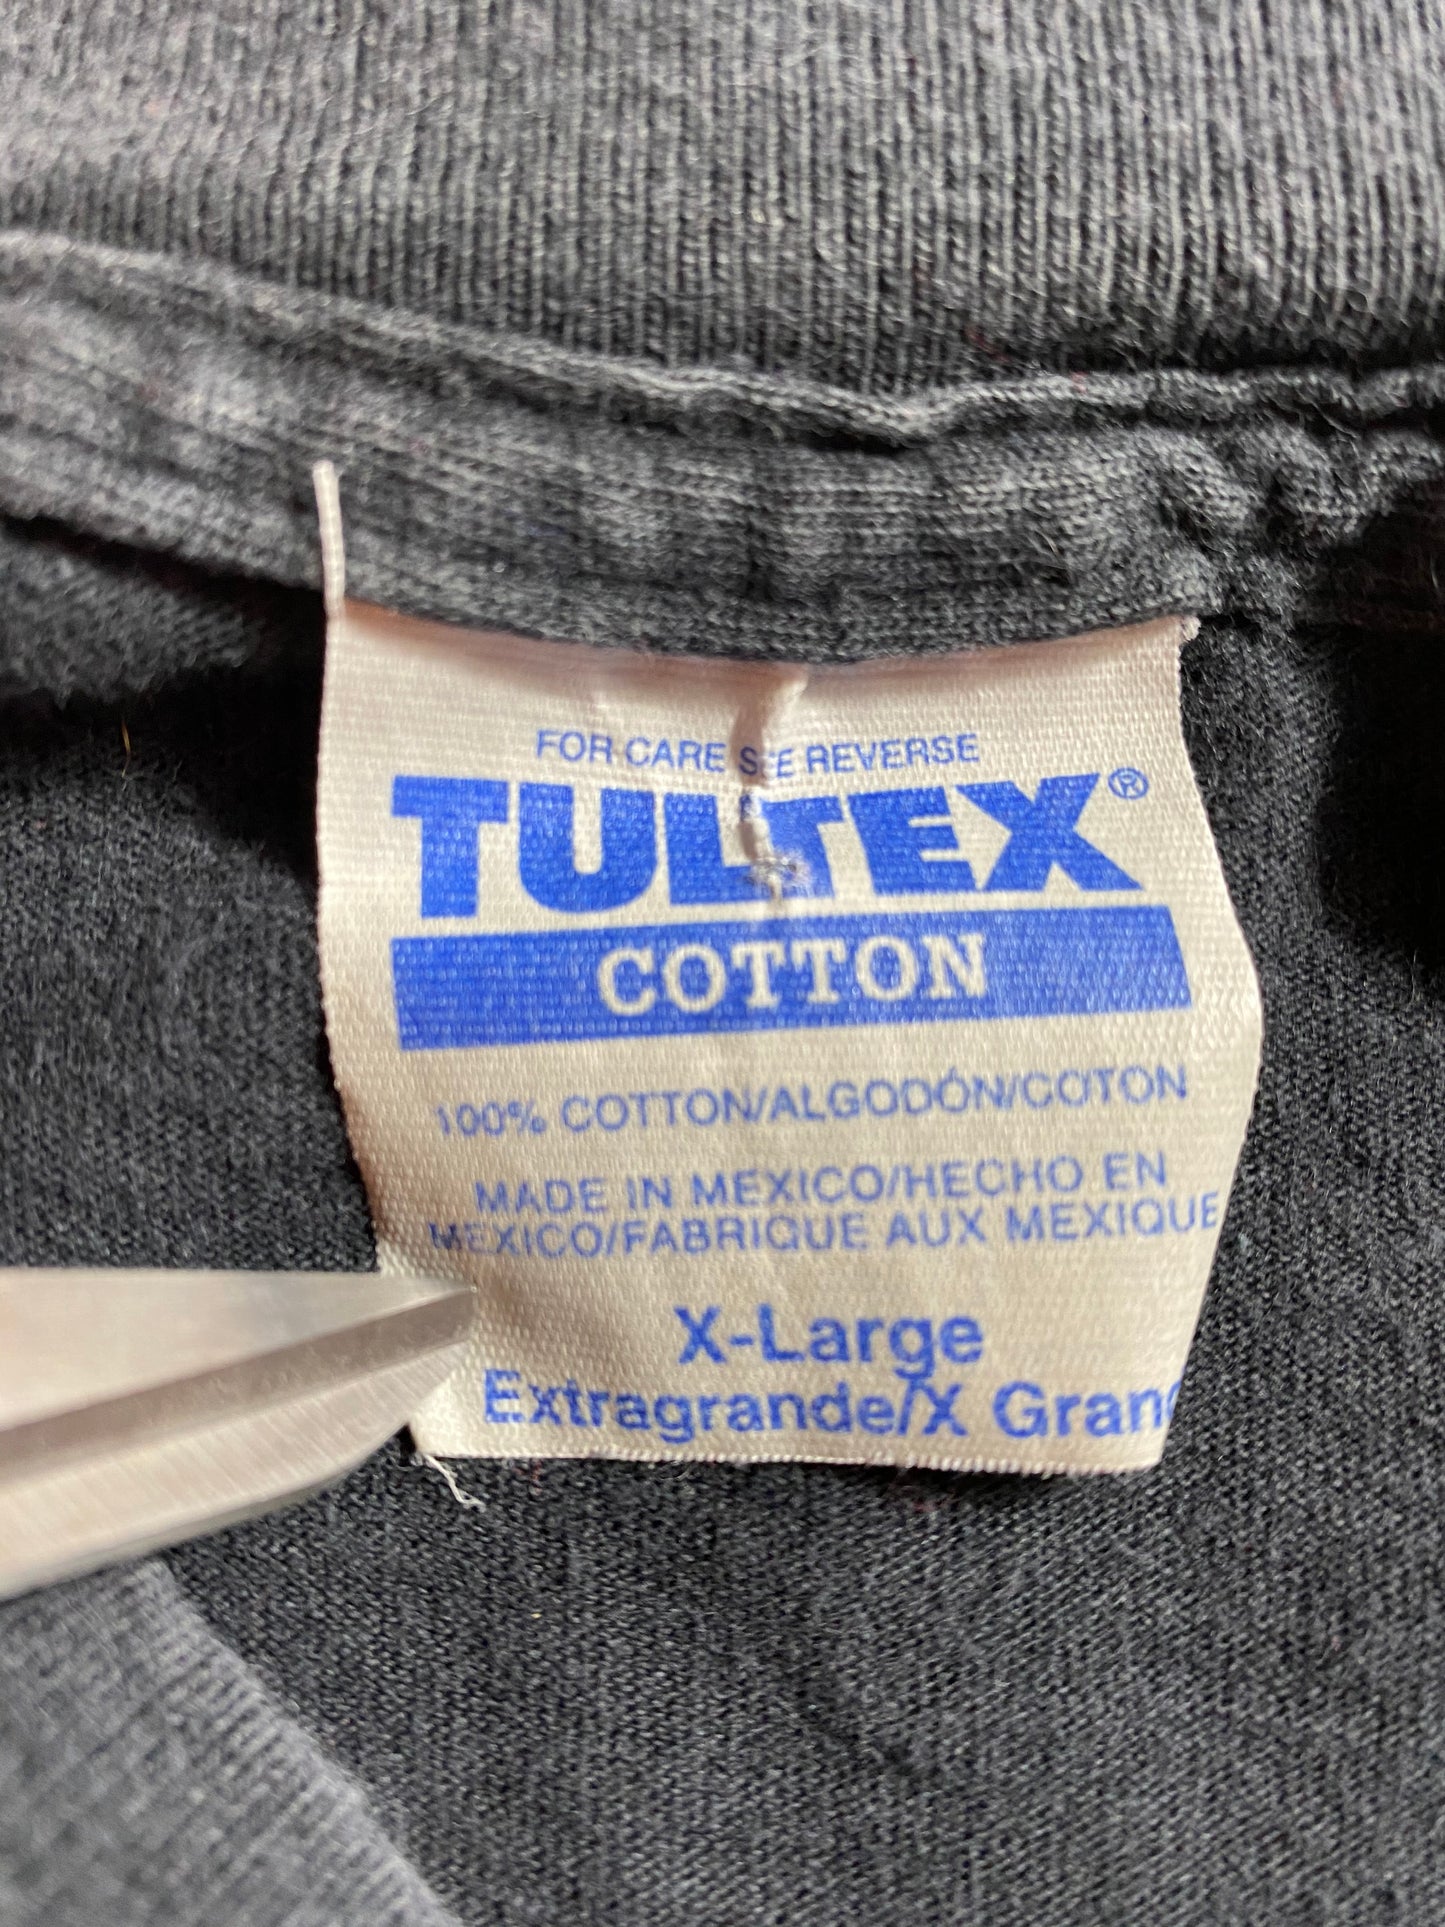 FOR CARE SEE REVERSE
TULTEX®
COTTON
100% COTTON/ALGODÓN/COTON
MADE IN MEXICO/HECHO EN
MEXICO/FABRIQUE AUX MEXIQUE
X-Large
Extragrande/X Gran